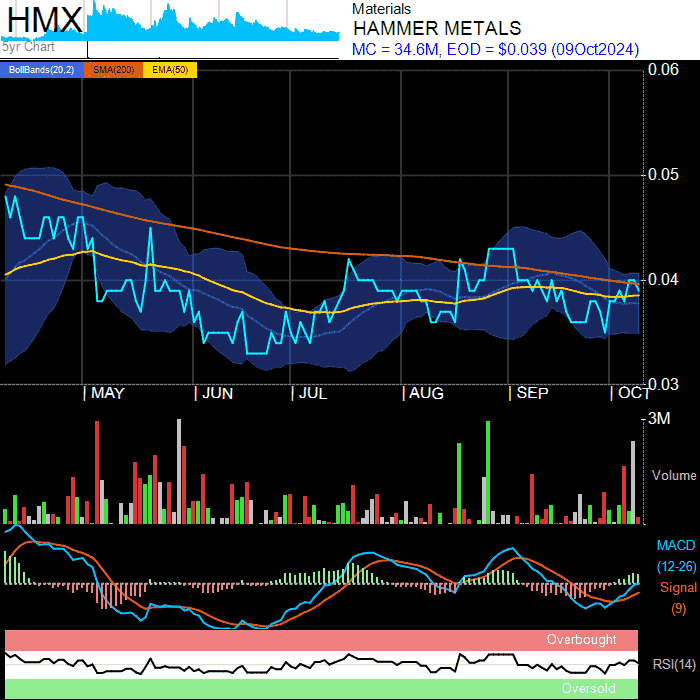 HMX
5yr Chart
Materials
HAMMER METALS
MC = 34.6M, EOD = $0.039 (09Oct2024)
BollBands(20,2) SMA(200) EMA(50)
0.06
0.05
0.04
0.03
MAY JUN JUL AUG SEP OCT
3M
Volume
MACD
(12-26)
Signal
(9)
Overbought
RSI(14)
Oversold